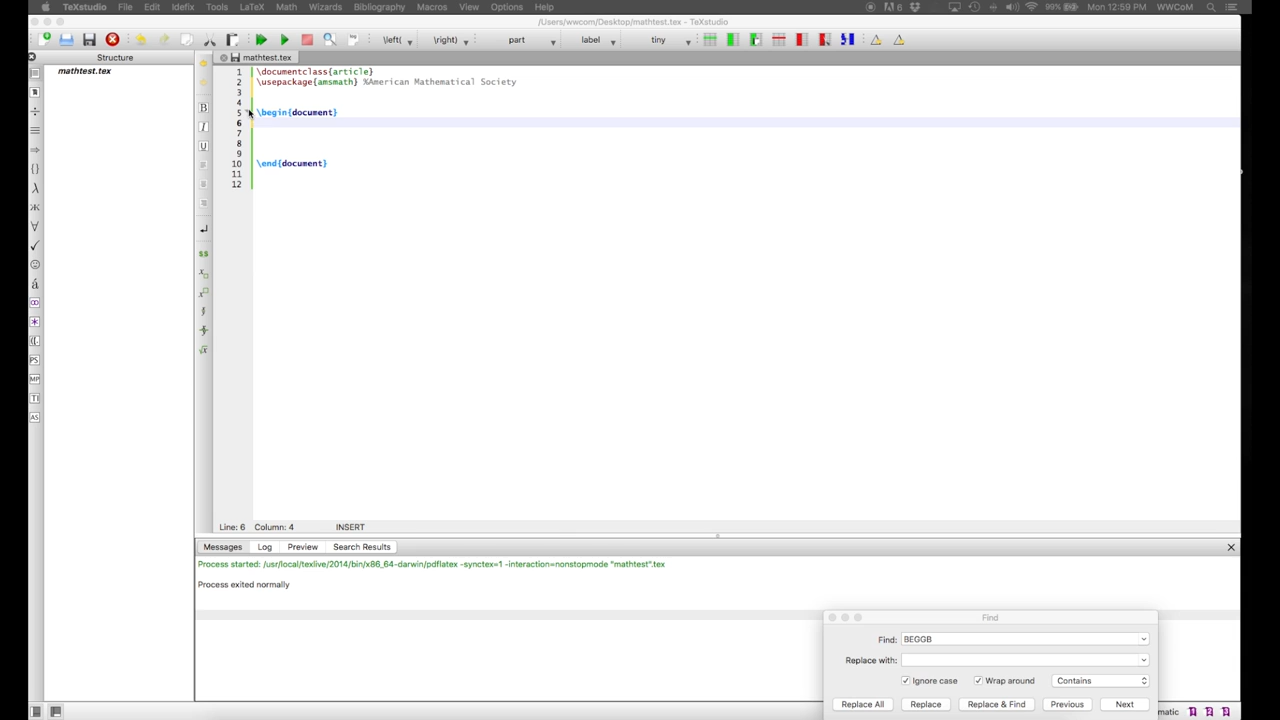 TeXstudio File Edit Idefix Tools LaTeX Math Wizards Bibliography Macros View Options Help 6 99% Mon 12:59 PM WWCoM
/Users/wwcom/Desktop/mathtest.tex - TeXstudio
\left( \right) part label tiny
Structure mathtest.tex
mathtest.tex
1 \documentclass{article}
2 \usepackage{amsmath} %American Mathematical Society
3
4
5 \begin{document}
6
7
8
9
10 \end{document}
11
12
Line: 6 Column: 4 INSERT
Messages Log Preview Search Results
Process started: /usr/local/texlive/2014/bin/x86_64-darwin/pdflatex -synctex=1 -interaction=nonstopmode "mathtest".tex
Process exited normally
Find
Find: BEGGB
Replace with:
Ignore case Wrap around Contains
Replace All Replace Replace & Find Previous Next
matic